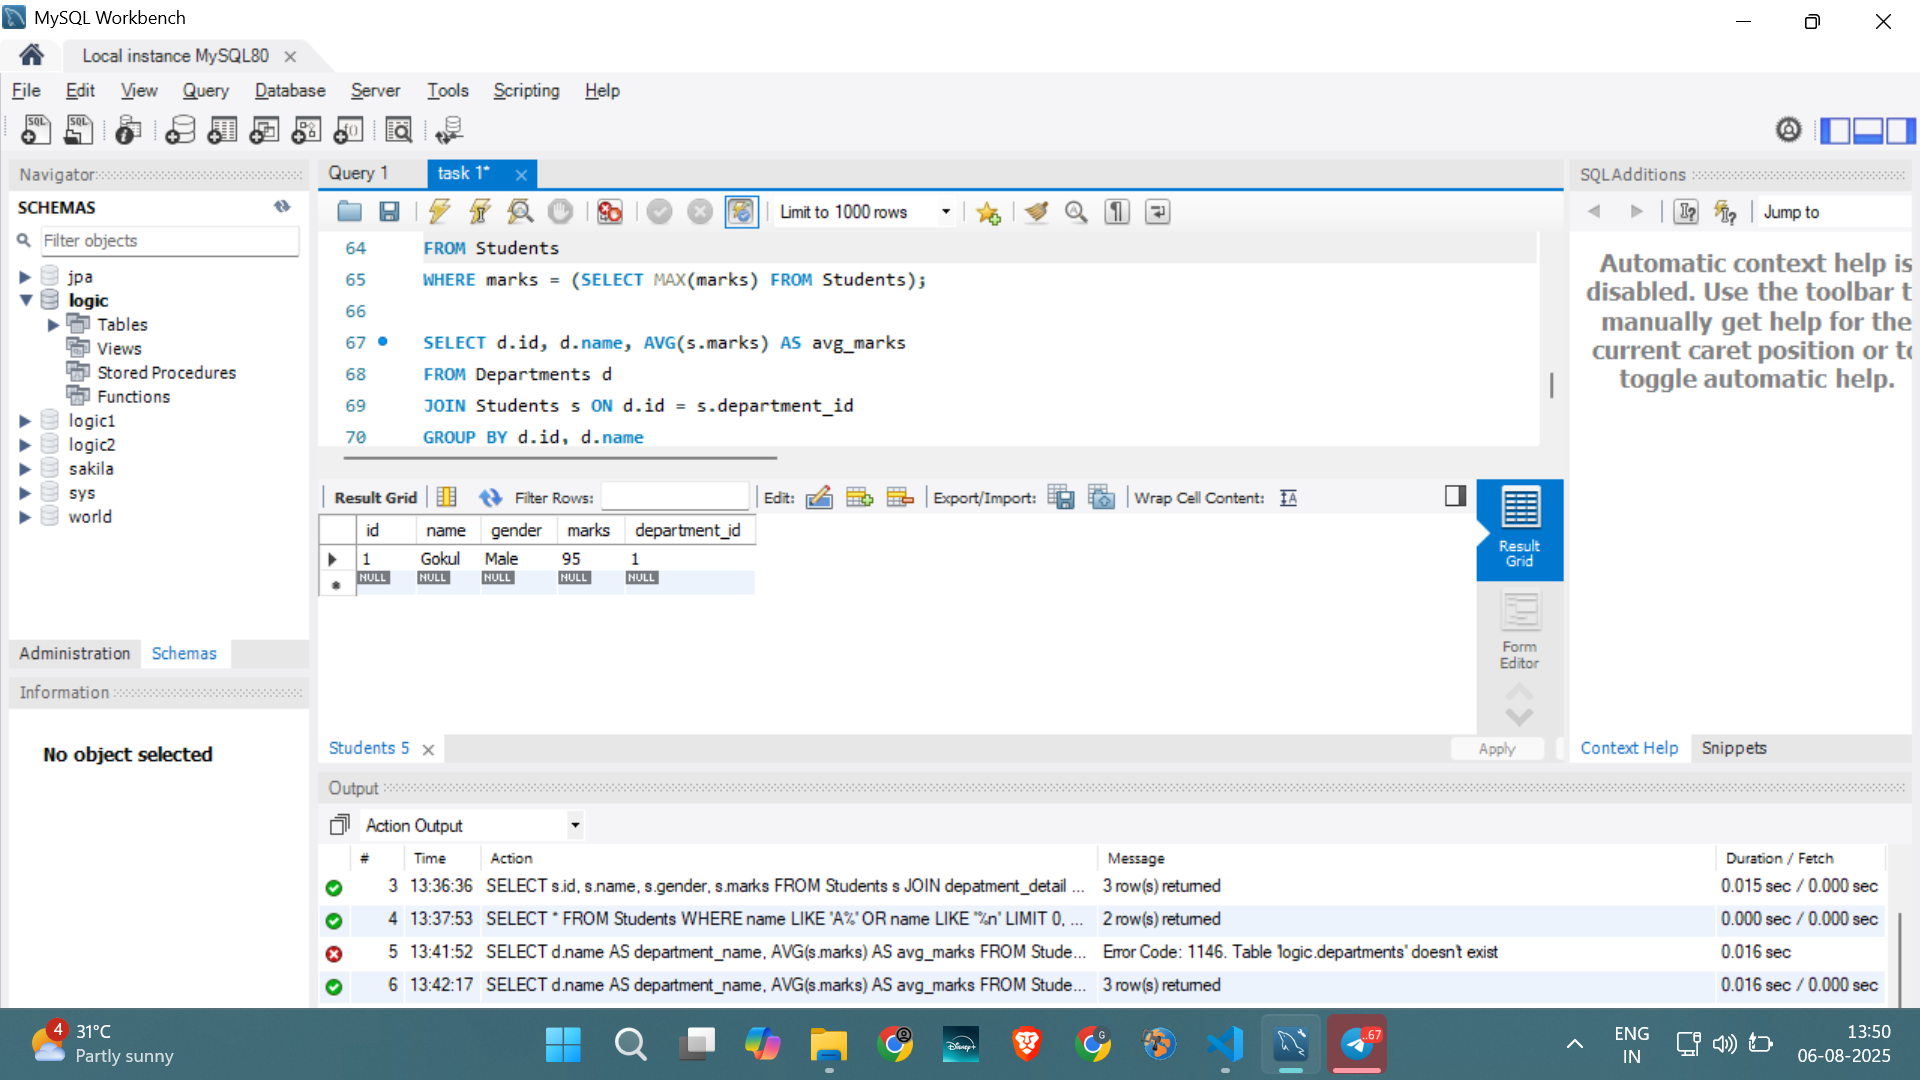 MySQL Workbench
Local instance MySQL80
File Edit View Query Database Server Tools Scripting Help
Navigator
SCHEMAS
Filter objects
jpa
logic
Tables
Views
Stored Procedures
Functions
logic1
logic2
sakila
sys
world
Administration Schemas
Information
No object selected
Query 1 task 1*
Limit to 1000 rows
64 FROM Students
65 WHERE marks = (SELECT MAX(marks) FROM Students);
66
67 SELECT d.id, d.name, AVG(s.marks) AS avg_marks
68 FROM Departments d
69 JOIN Students s ON d.id = s.department_id
70 GROUP BY d.id, d.name
Result Grid Filter Rows: Edit: Export/Import: Wrap Cell Content:
id name gender marks department_id
1 Gokul Male 95 1
NULL NULL NULL NULL NULL
Result
Grid
Form
Editor
Students 5
Apply
SQLAdditions
Jump to
Automatic context help is
disabled. Use the toolbar t
manually get help for the
current caret position or to
toggle automatic help.
Context Help Snippets
Output
Action Output
# Time Action Message Duration / Fetch
3 13:36:36 SELECT s.id, s.name, s.gender, s.marks FROM Students s JOIN depatment_detail ... 3 row(s) returned 0.015 sec / 0.000 sec
4 13:37:53 SELECT * FROM Students WHERE name LIKE 'A%' OR name LIKE '%n' LIMIT 0, ... 2 row(s) returned 0.000 sec / 0.000 sec
5 13:41:52 SELECT d.name AS department_name, AVG(s.marks) AS avg_marks FROM Stude... Error Code: 1146. Table 'logic.departments' doesn't exist 0.016 sec
6 13:42:17 SELECT d.name AS department_name, AVG(s.marks) AS avg_marks FROM Stude... 3 row(s) returned 0.016 sec / 0.000 sec
4
31°C
Partly sunny
Disney+
G
..67
ENG
IN
13:50
06-08-2025